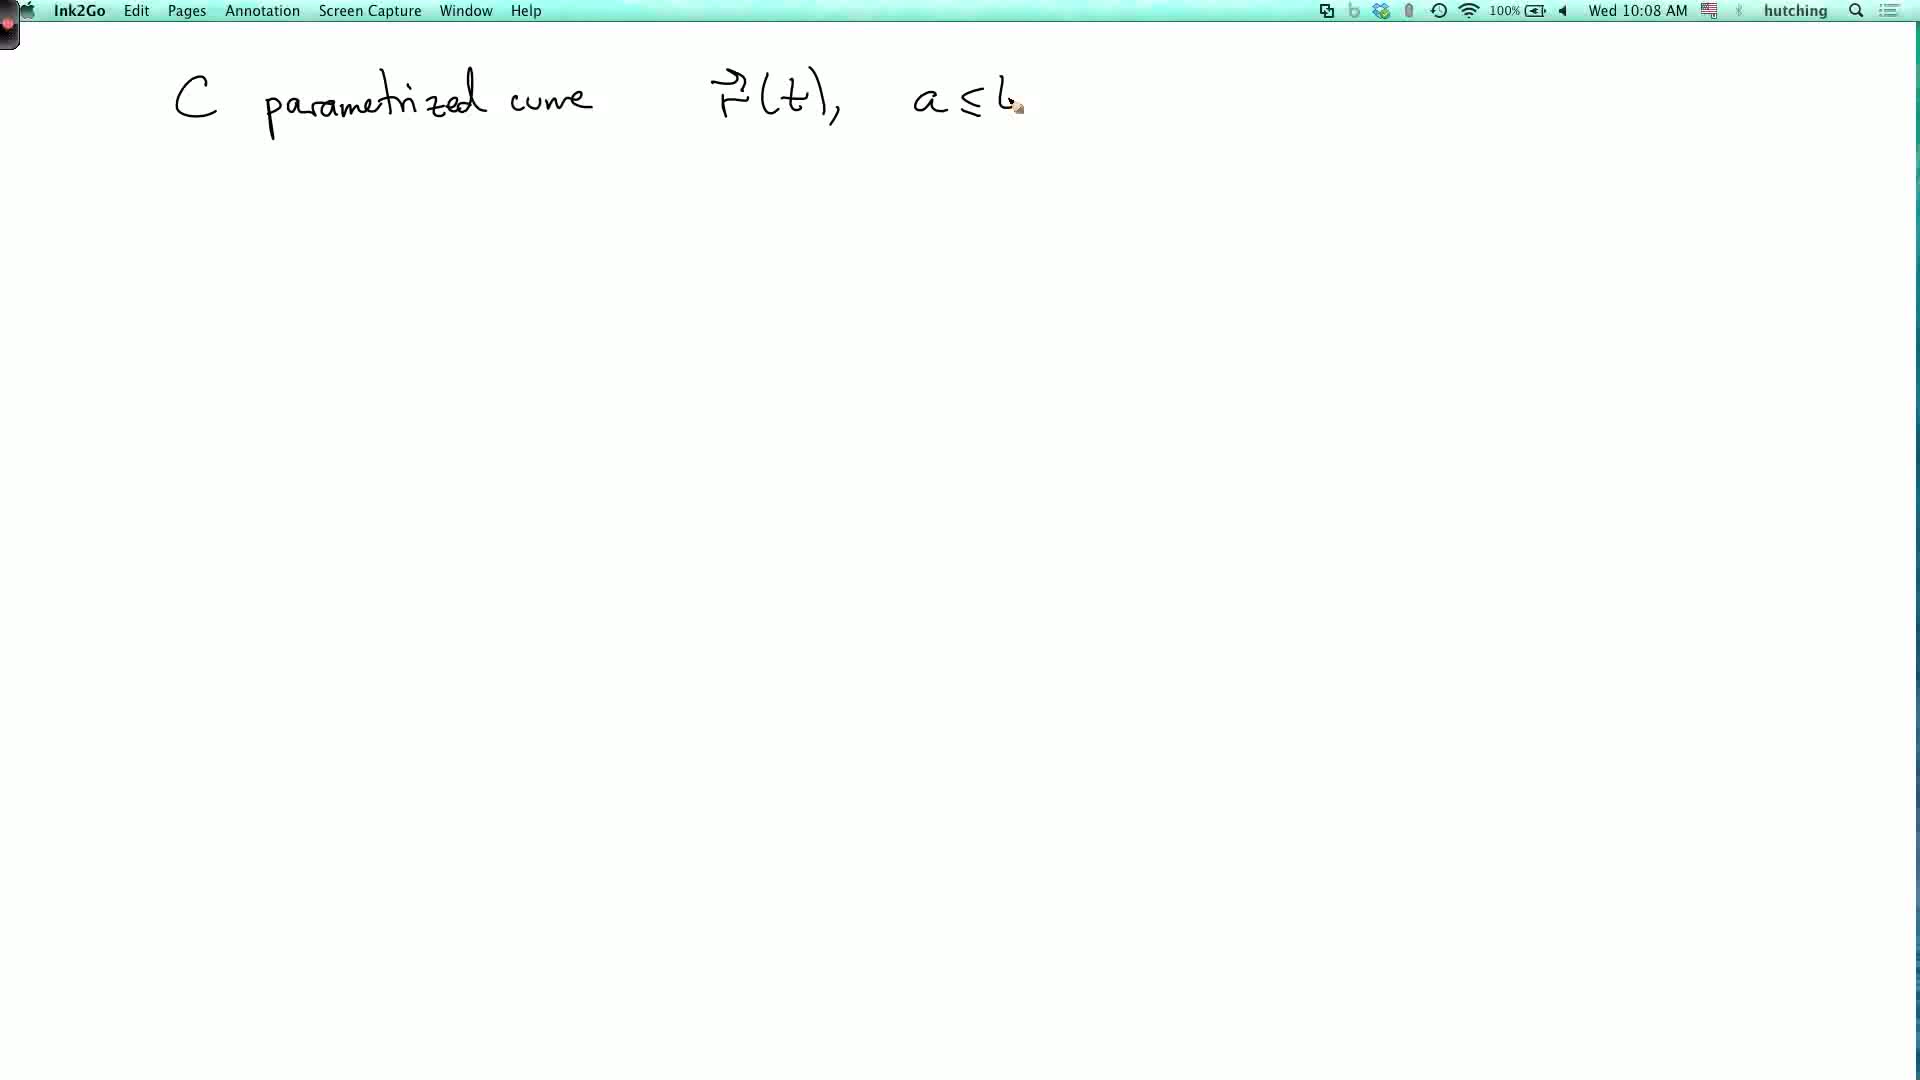 Ink2Go Edit Pages Annotation Screen Capture Window Help 100% Wed 10:08 AM hutching
C parametrized curve r⃗(t), a ≤